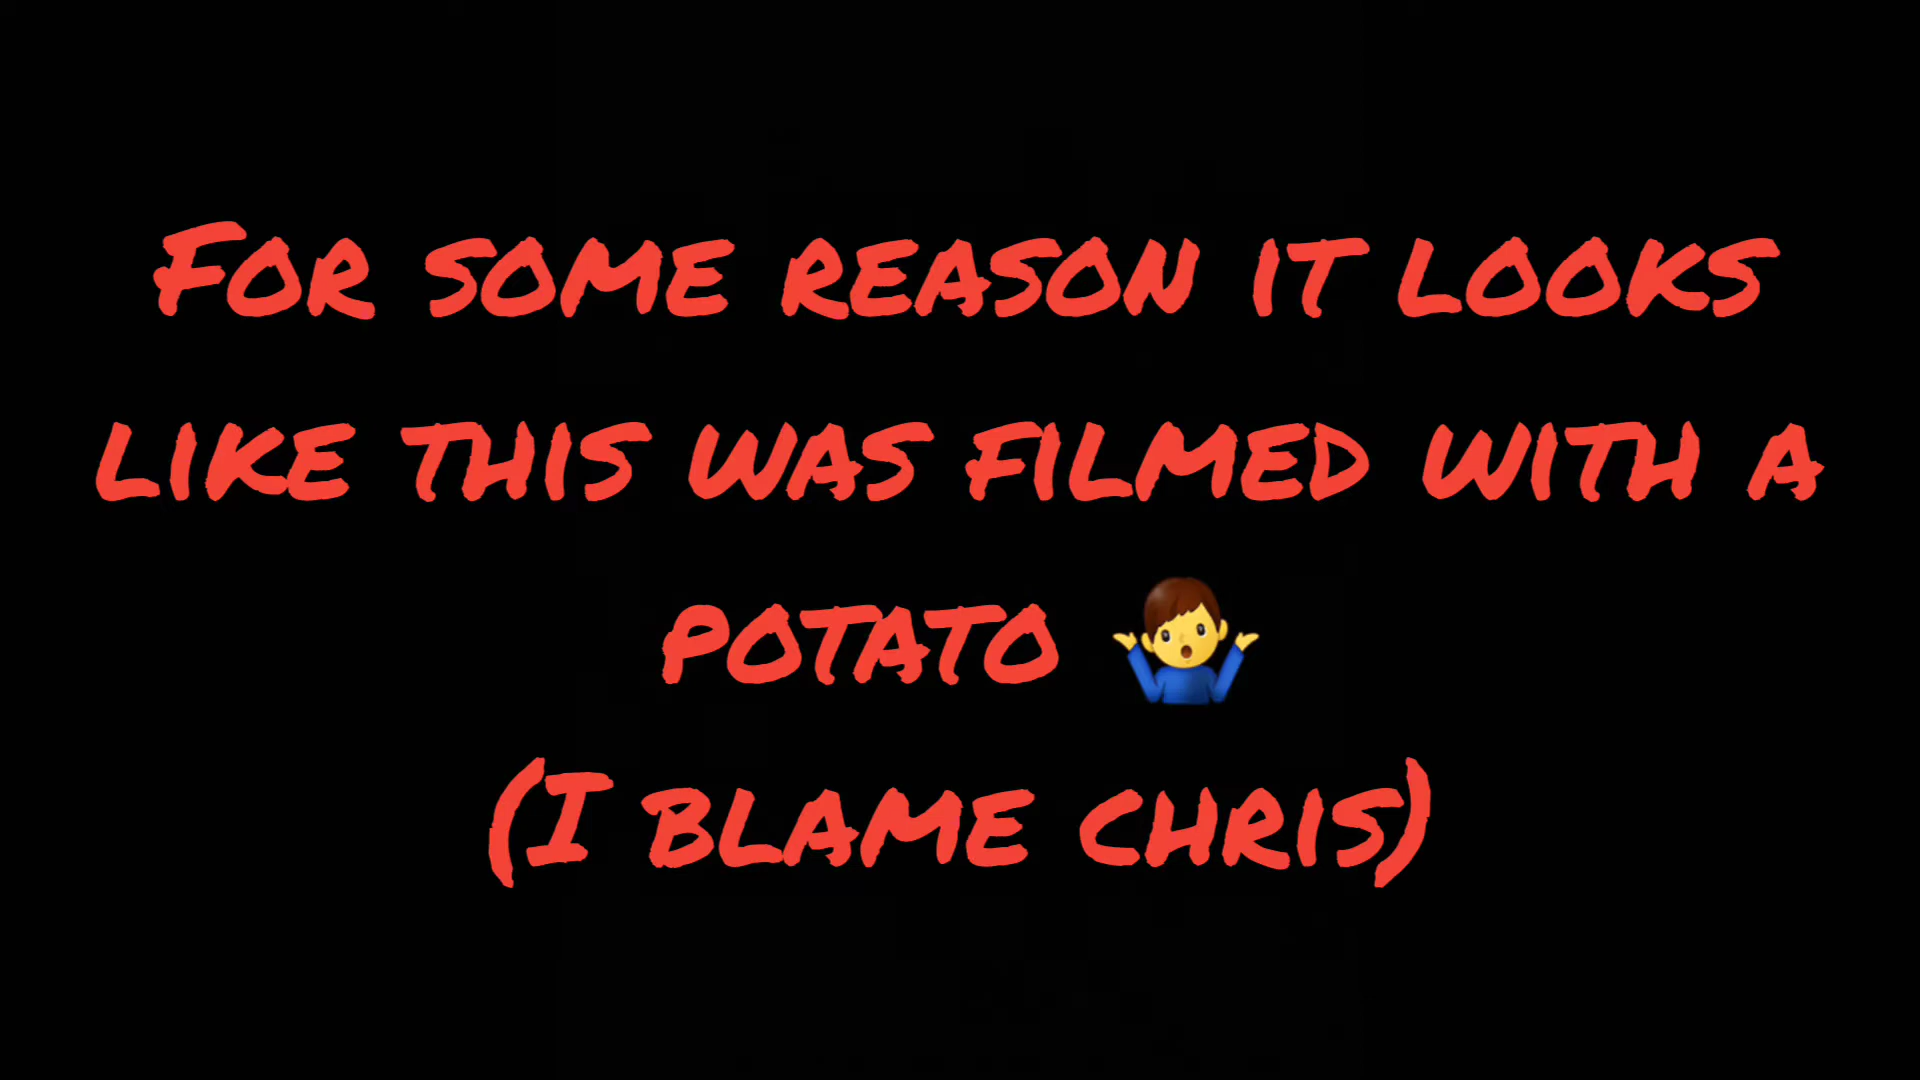 For some reason it looks
like this was filmed with a
potato 🤷‍♂️
(I blame chris)